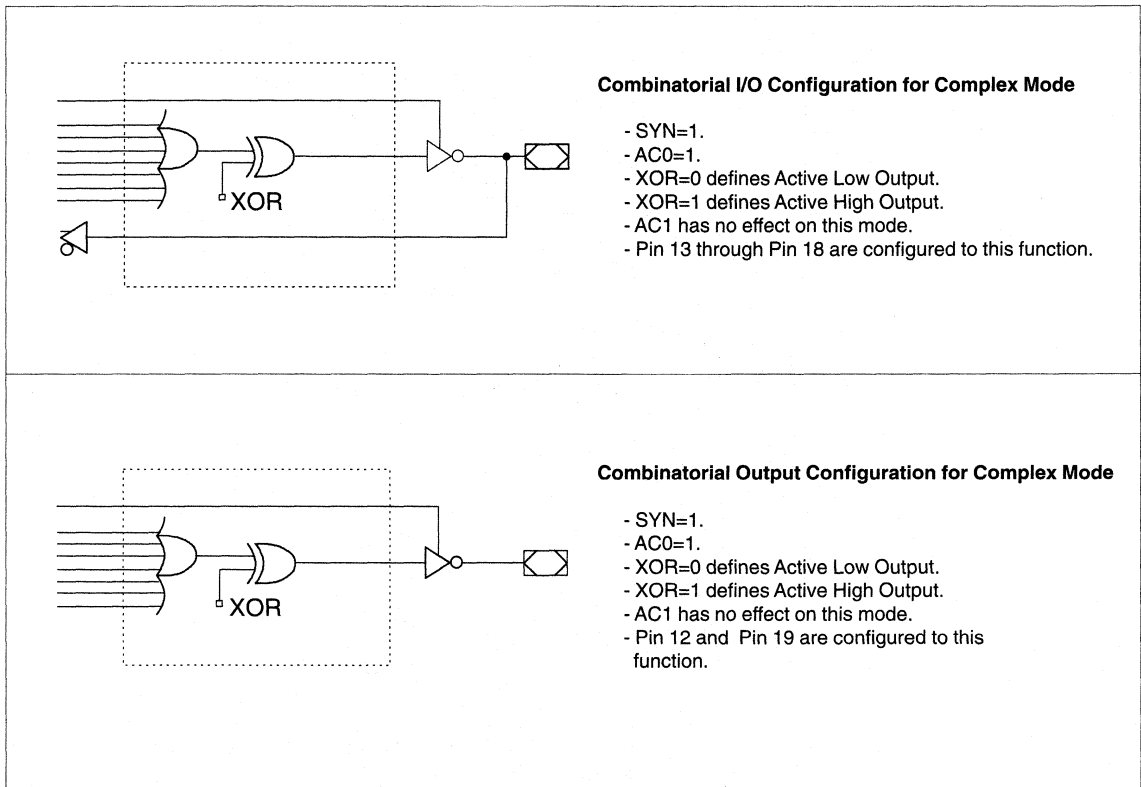 Combinatorial I/O Configuration for Complex Mode
- SYN=1.
- AC0=1.
- XOR=0 defines Active Low Output.
- XOR=1 defines Active High Output.
- AC1 has no effect on this mode.
- Pin 13 through Pin 18 are configured to this function.
XOR
Combinatorial Output Configuration for Complex Mode
- SYN=1.
- AC0=1.
- XOR=0 defines Active Low Output.
- XOR=1 defines Active High Output.
- AC1 has no effect on this mode.
- Pin 12 and Pin 19 are configured to this
function.
XOR